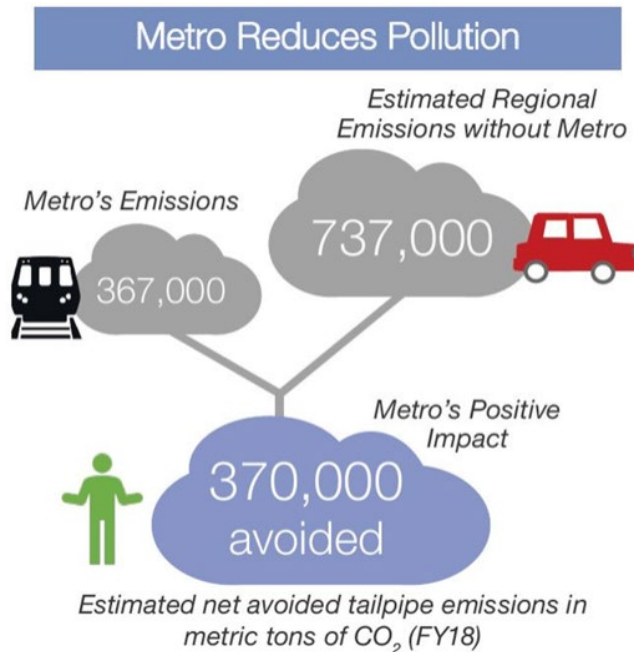 Metro Reduces Pollution
Estimated Regional
Emissions without Metro
Metro's Emissions
737,000
367,000
Metro's Positive
Impact
370,000
avoided
Estimated net avoided tailpipe emissions in
metric tons of CO₂ (FY18)